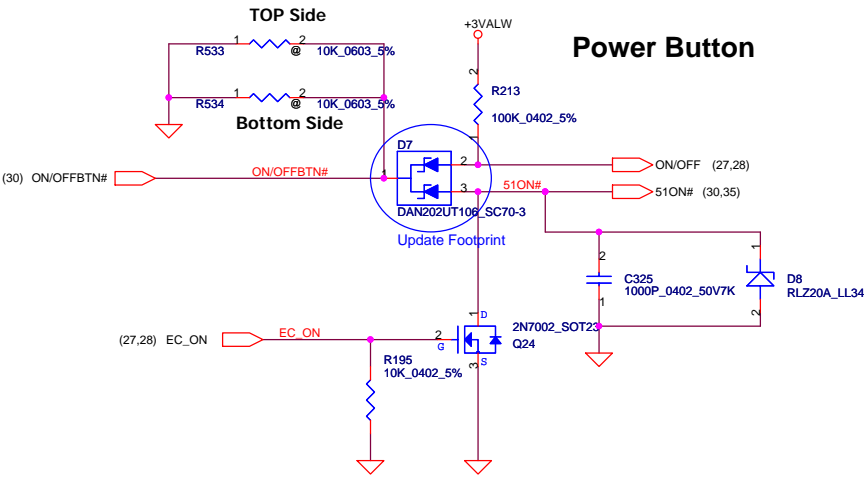 TOP Side
R533 1 2 @ 10K_0603_5%
R534 1 2 @ 10K_0603_5%
Bottom Side
+3VALW
Power Button
2
R213
100K_0402_5%
1
(30) ON/OFFBTN# ON/OFFBTN# 1
D7
2
3
DAN202UT106_SC70-3
Update Footprint
ON/OFF (27,28)
51ON# 51ON# (30,35)
2
C325
1000P_0402_50V7K
1
1
D8
RLZ20A_LL34
2
(27,28) EC_ON EC_ON 2 G
1 D
2N7002_SOT23
Q24
S
3
R195
10K_0402_5%